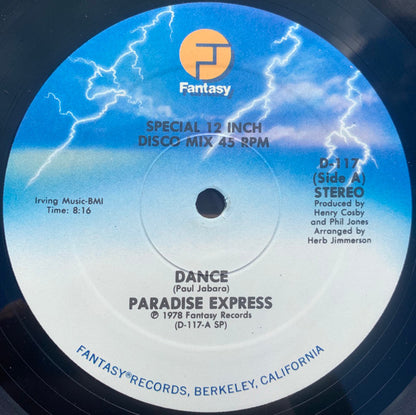 Fantasy
SPECIAL 12 INCH
DISCO MIX 45 RPM
D-117
(Side A)
STEREO
Produced by
Henry Cosby
and Phil Jones
Arranged by
Herb Jimmerson
Irving Music-BMI
Time: 8:16
DANCE
(Paul Jabara)
PARADISE EXPRESS
℗ 1978 Fantasy Records
(D-117-A SP)
FANTASY® RECORDS, BERKELEY, CALIFORNIA